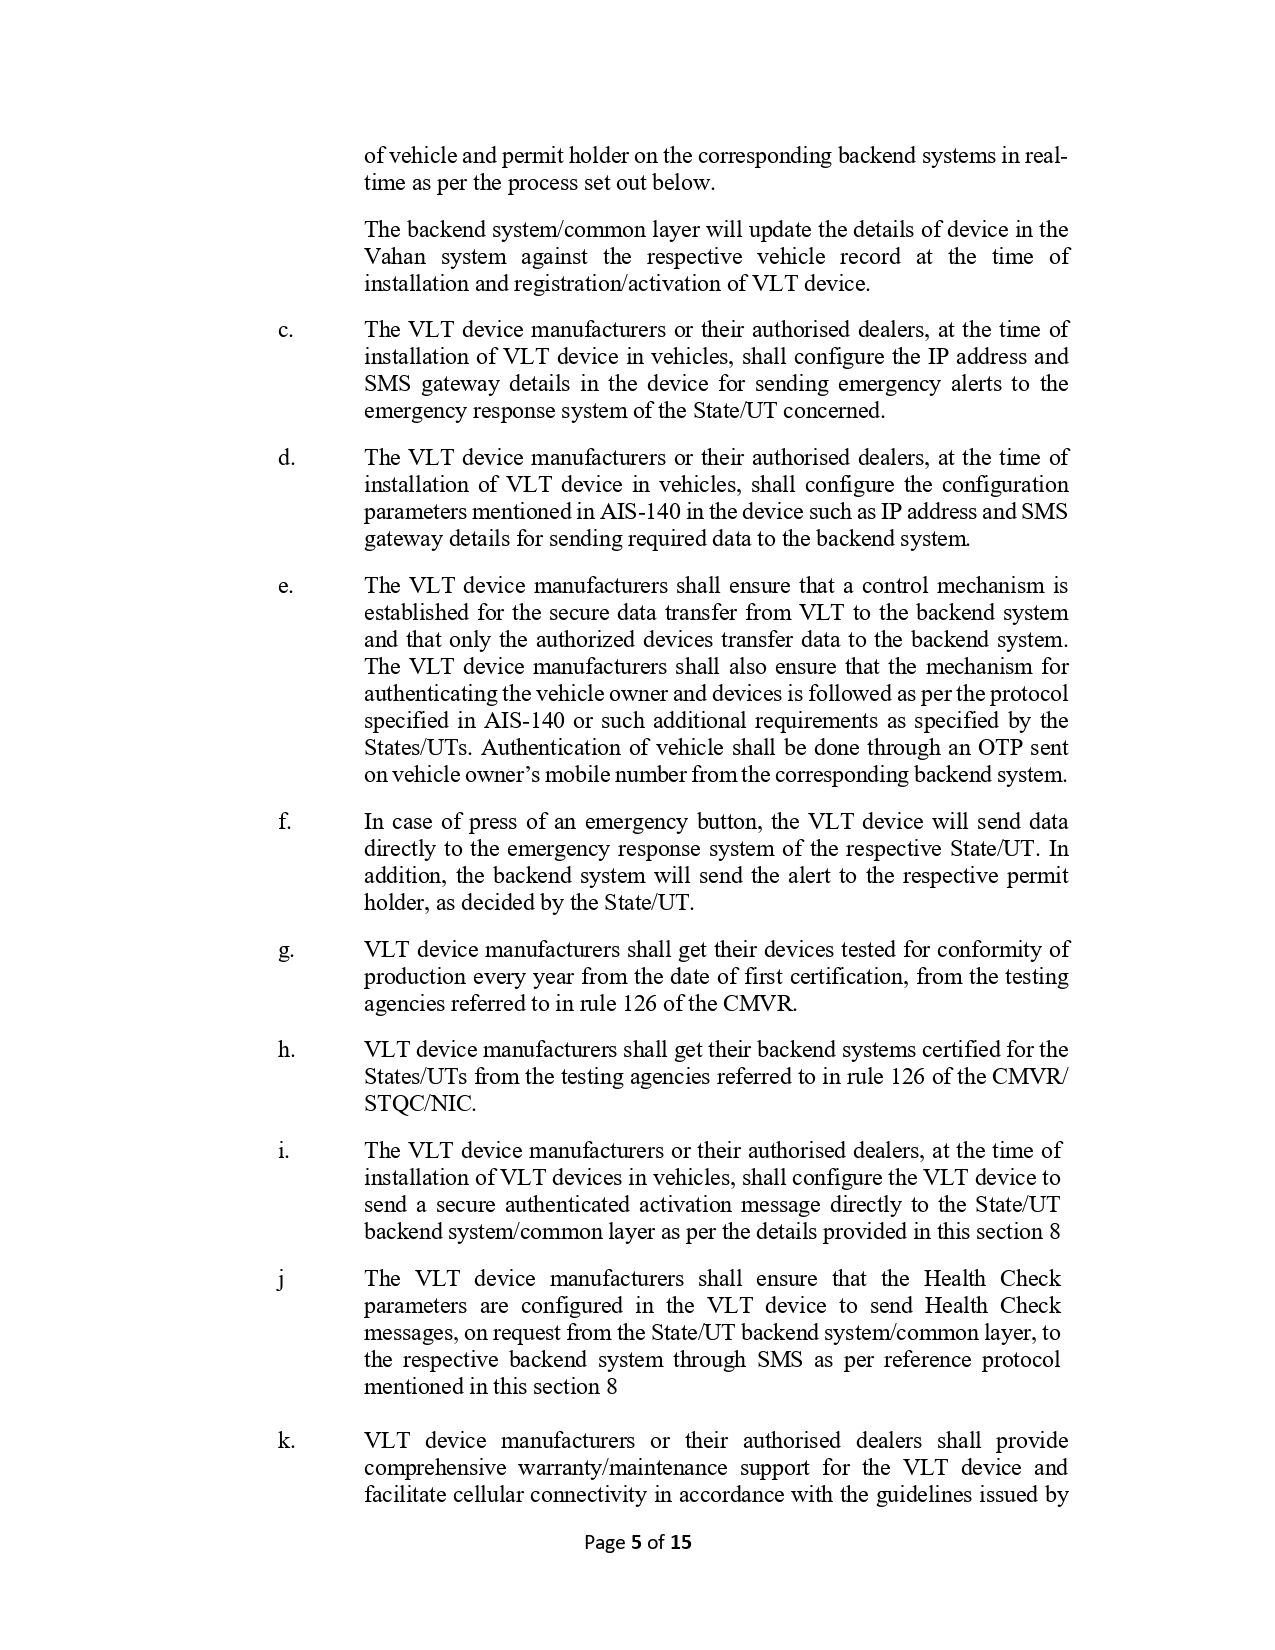 of vehicle and permit holder on the corresponding backend systems in real-
time as per the process set out below.
The backend system/common layer will update the details of device in the
Vahan system against the respective vehicle record at the time of
installation and registration/activation of VLT device.
c. The VLT device manufacturers or their authorised dealers, at the time of
installation of VLT device in vehicles, shall configure the IP address and
SMS gateway details in the device for sending emergency alerts to the
emergency response system of the State/UT concerned.
d. The VLT device manufacturers or their authorised dealers, at the time of
installation of VLT device in vehicles, shall configure the configuration
parameters mentioned in AIS-140 in the device such as IP address and SMS
gateway details for sending required data to the backend system.
e. The VLT device manufacturers shall ensure that a control mechanism is
established for the secure data transfer from VLT to the backend system
and that only the authorized devices transfer data to the backend system.
The VLT device manufacturers shall also ensure that the mechanism for
authenticating the vehicle owner and devices is followed as per the protocol
specified in AIS-140 or such additional requirements as specified by the
States/UTs. Authentication of vehicle shall be done through an OTP sent
on vehicle owner’s mobile number from the corresponding backend system.
f. In case of press of an emergency button, the VLT device will send data
directly to the emergency response system of the respective State/UT. In
addition, the backend system will send the alert to the respective permit
holder, as decided by the State/UT.
g. VLT device manufacturers shall get their devices tested for conformity of
production every year from the date of first certification, from the testing
agencies referred to in rule 126 of the CMVR.
h. VLT device manufacturers shall get their backend systems certified for the
States/UTs from the testing agencies referred to in rule 126 of the CMVR/
STQC/NIC.
i. The VLT device manufacturers or their authorised dealers, at the time of
installation of VLT devices in vehicles, shall configure the VLT device to
send a secure authenticated activation message directly to the State/UT
backend system/common layer as per the details provided in this section 8
j The VLT device manufacturers shall ensure that the Health Check
parameters are configured in the VLT device to send Health Check
messages, on request from the State/UT backend system/common layer, to
the respective backend system through SMS as per reference protocol
mentioned in this section 8
k. VLT device manufacturers or their authorised dealers shall provide
comprehensive warranty/maintenance support for the VLT device and
facilitate cellular connectivity in accordance with the guidelines issued by
Page 5 of 15